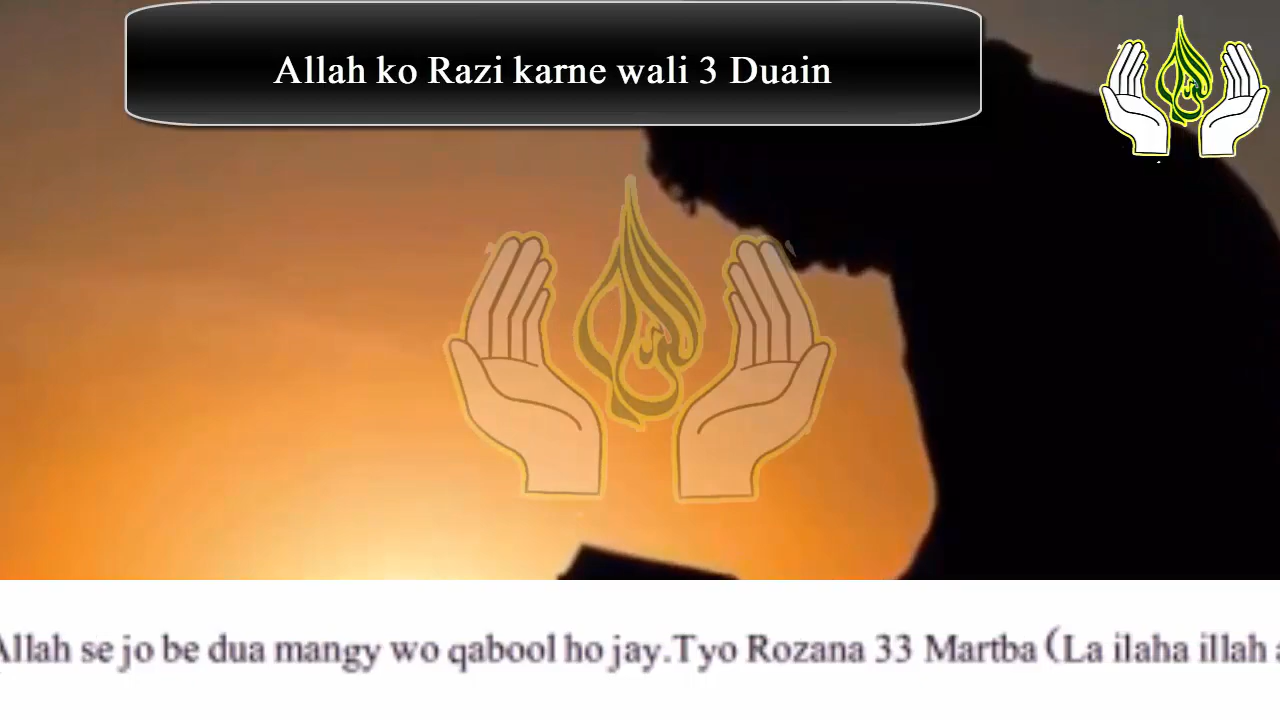 Allah ko Razi karne wali 3 Duain
Allah se jo be dua mangy wo qabool ho jay.Tyo Rozana 33 Martba (La ilaha illah